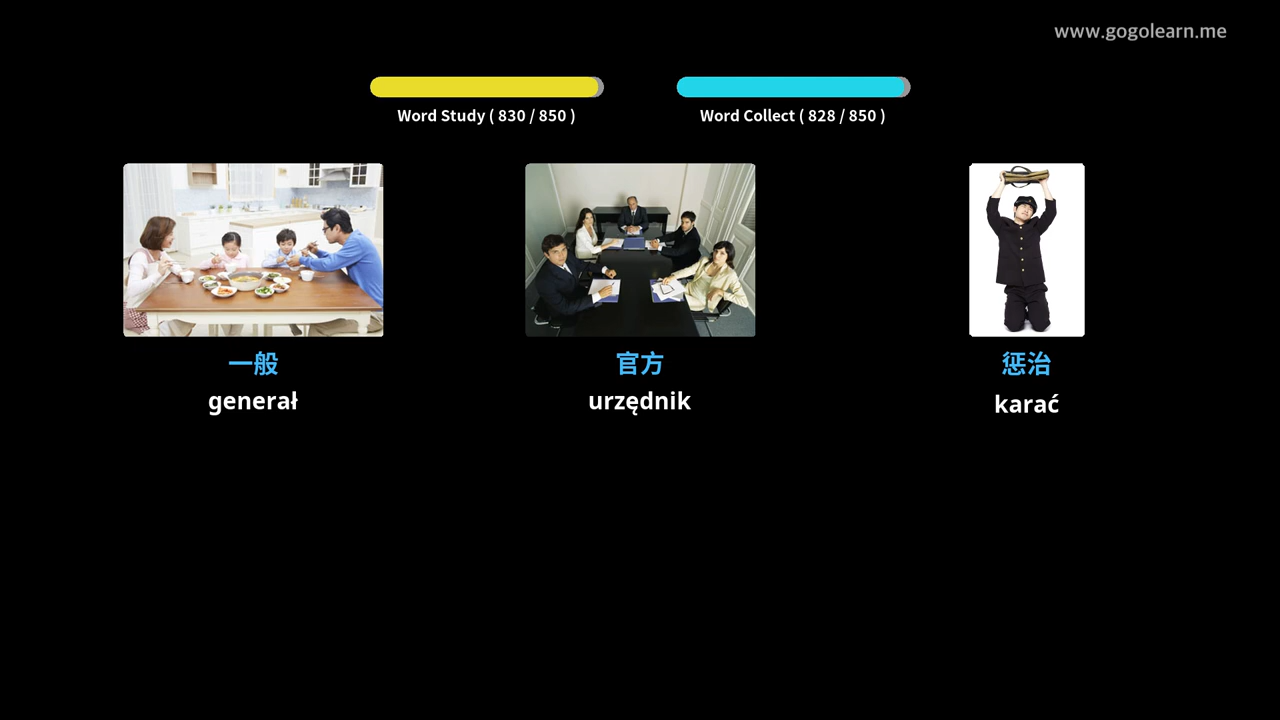 www.gogolearn.me
Word Study ( 830 / 850 )
Word Collect ( 828 / 850 )
一般
官方
惩治
generał
urzędnik
karać